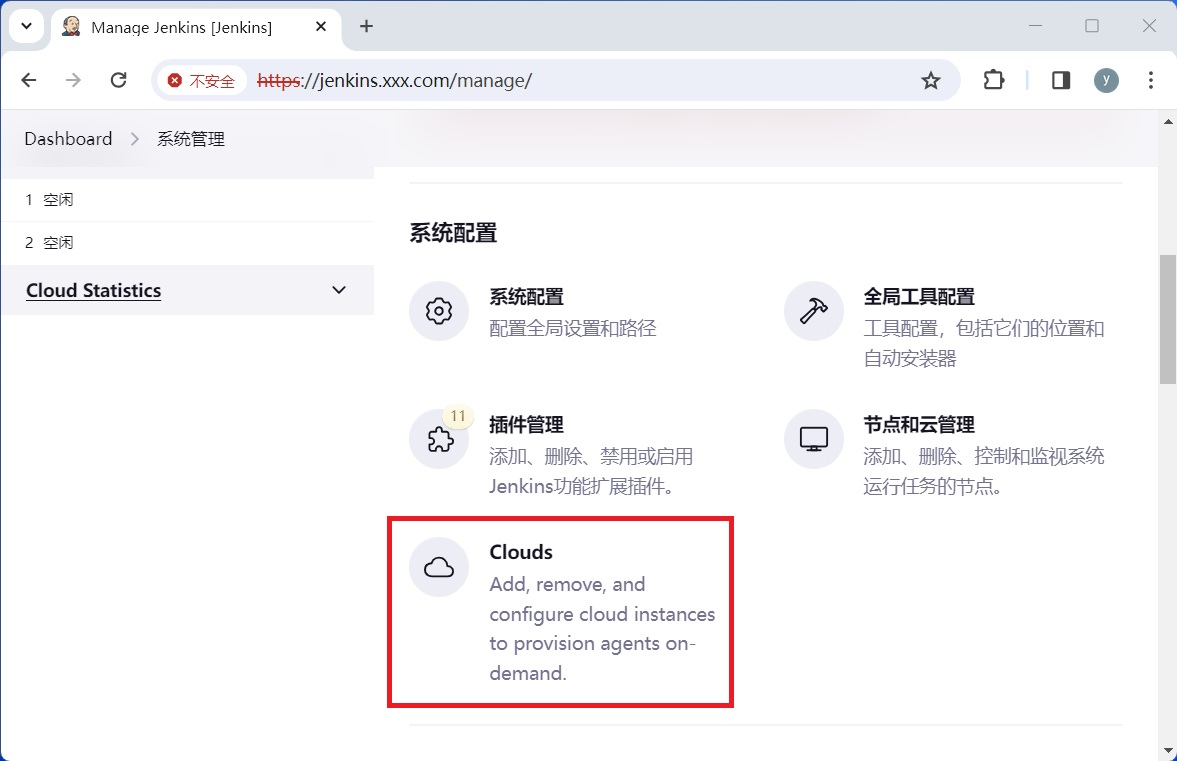 Manage Jenkins [Jenkins]
不安全
https://jenkins.xxx.com/manage/
y
Dashboard
系统管理
1 空闲
2 空闲
Cloud Statistics
系统配置
系统配置
配置全局设置和路径
全局工具配置
工具配置，包括它们的位置和
自动安装器
11
插件管理
添加、删除、禁用或启用
Jenkins功能扩展插件。
节点和云管理
添加、删除、控制和监视系统
运行任务的节点。
Clouds
Add, remove, and
configure cloud instances
to provision agents on-
demand.